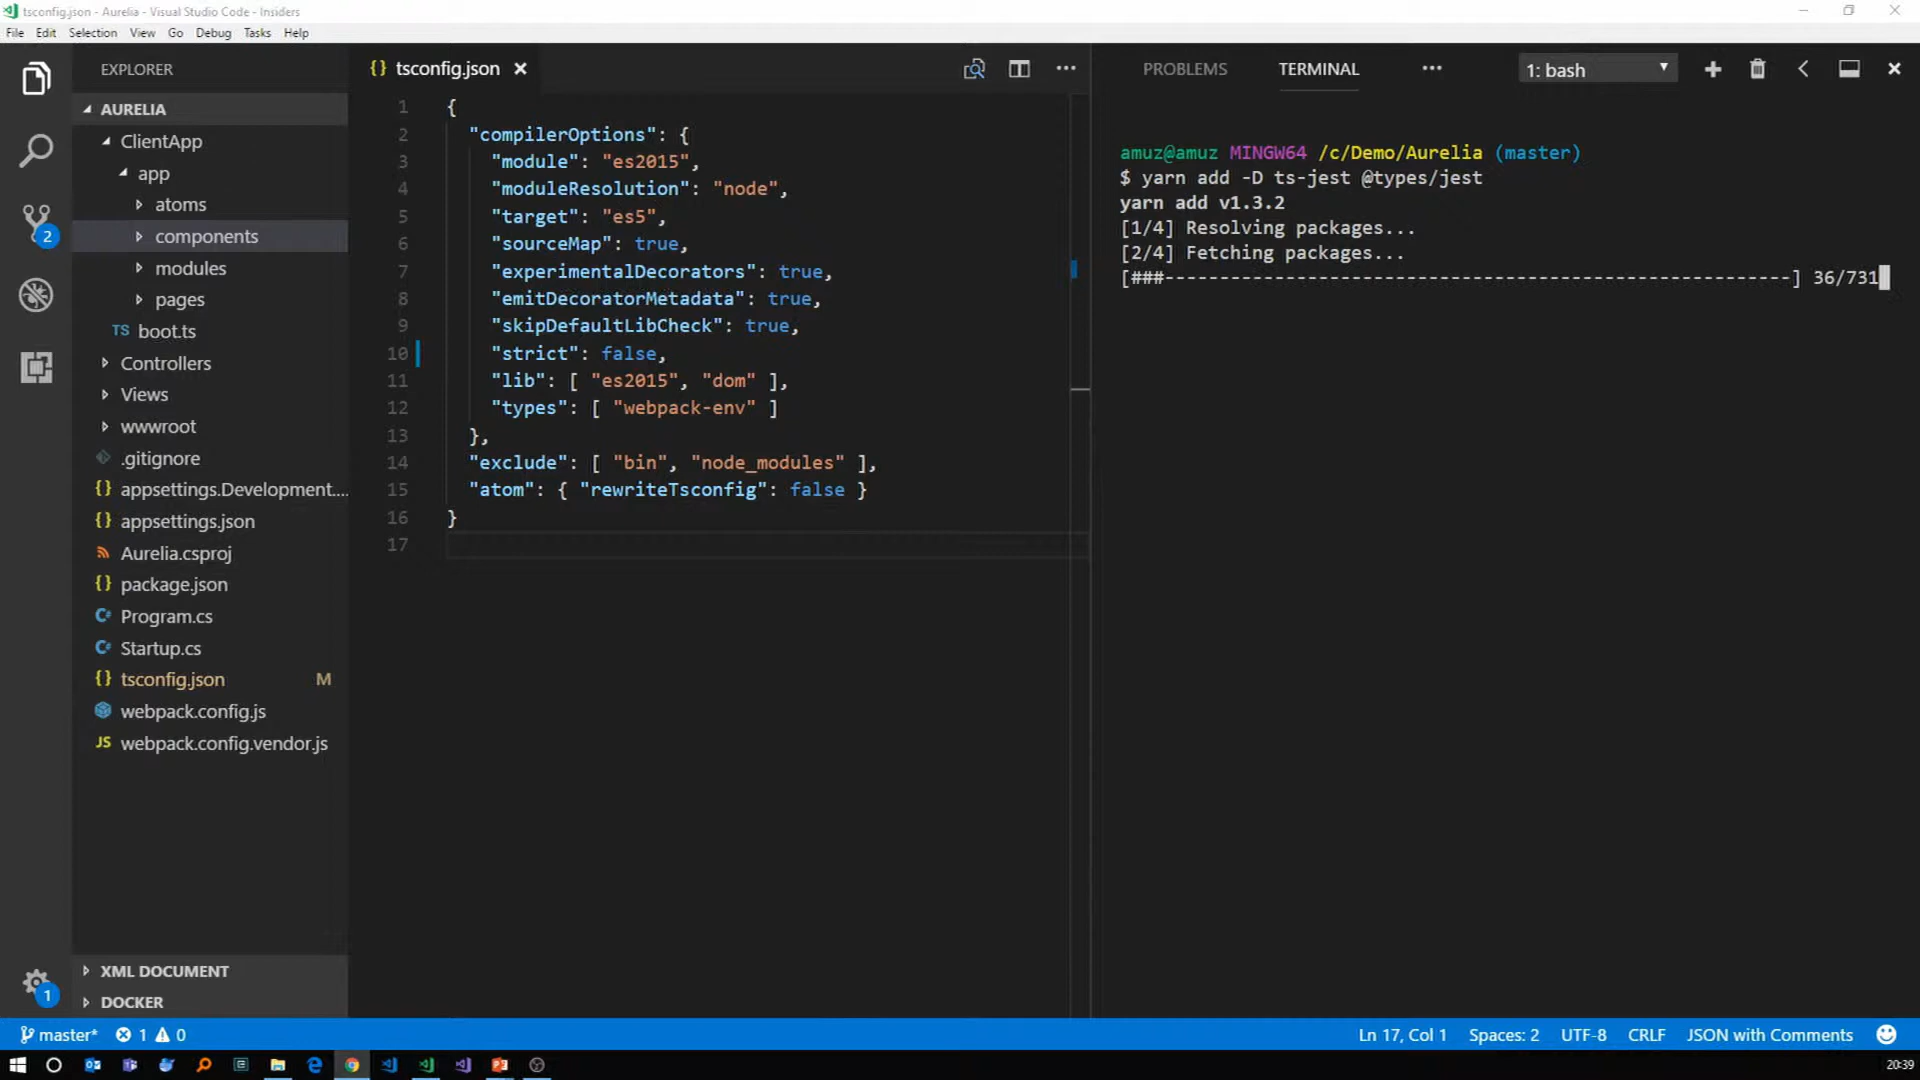 tsconfig.json - Aurelia - Visual Studio Code - Insiders
File Edit Selection View Go Debug Tasks Help
EXPLORER
AURELIA
ClientApp
app
atoms
components
modules
pages
TS boot.ts
Controllers
Views
wwwroot
.gitignore
{} appsettings.Development....
{} appsettings.json
Aurelia.csproj
{} package.json
C# Program.cs
C# Startup.cs
{} tsconfig.json M
webpack.config.js
JS webpack.config.vendor.js
XML DOCUMENT
DOCKER
2
1
{} tsconfig.json
1 {
2 "compilerOptions": {
3 "module": "es2015",
4 "moduleResolution": "node",
5 "target": "es5",
6 "sourceMap": true,
7 "experimentalDecorators": true,
8 "emitDecoratorMetadata": true,
9 "skipDefaultLibCheck": true,
10 "strict": false,
11 "lib": [ "es2015", "dom" ],
12 "types": [ "webpack-env" ]
13 },
14 "exclude": [ "bin", "node_modules" ],
15 "atom": { "rewriteTsconfig": false }
16 }
17
PROBLEMS TERMINAL ... 1: bash
amuz@amuz MINGW64 /c/Demo/Aurelia (master)
$ yarn add -D ts-jest @types/jest
yarn add v1.3.2
[1/4] Resolving packages...
[2/4] Fetching packages...
[###----------------------------------------------------------] 36/731
master* 1 0
Ln 17, Col 1 Spaces: 2 UTF-8 CRLF JSON with Comments
20:39